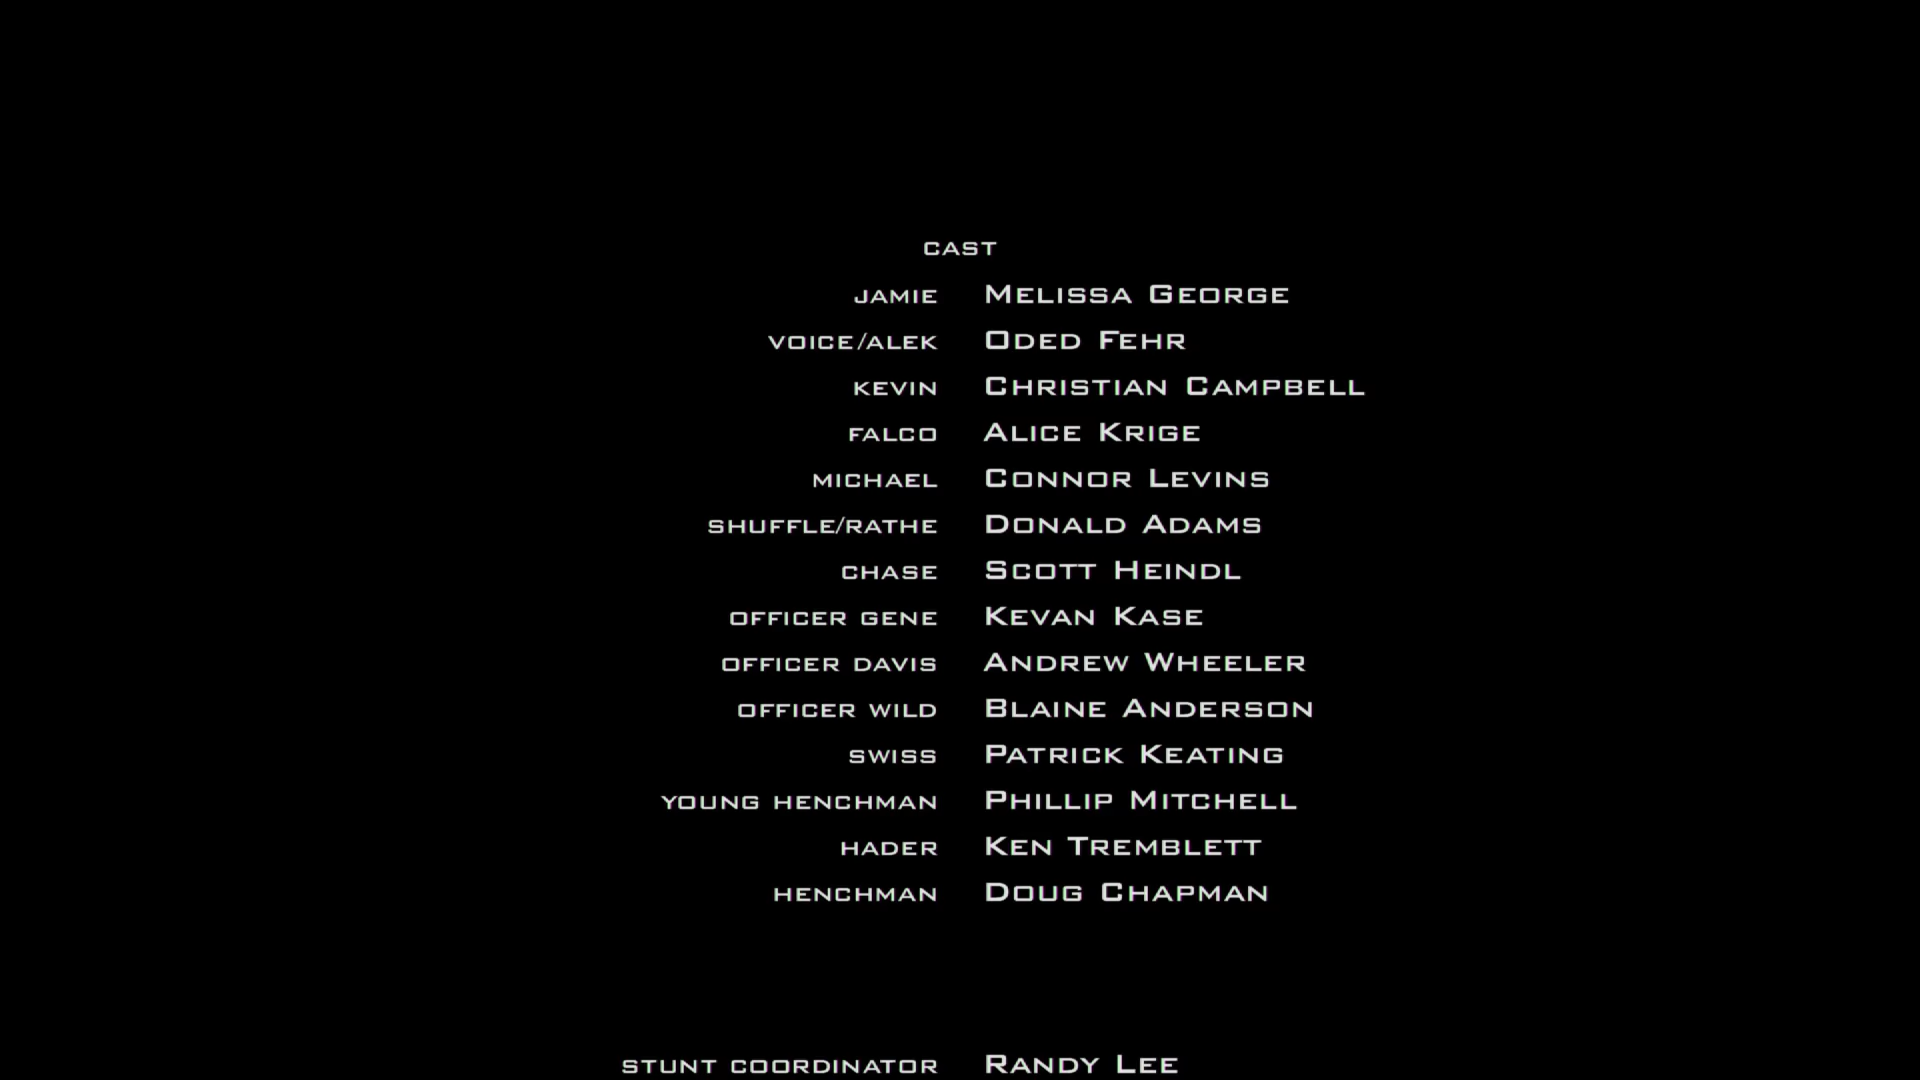 CAST
JAMIE MELISSA GEORGE
VOICE/ALEK ODED FEHR
KEVIN CHRISTIAN CAMPBELL
FALCO ALICE KRIGE
MICHAEL CONNOR LEVINS
SHUFFLE/RATHE DONALD ADAMS
CHASE SCOTT HEINDL
OFFICER GENE KEVAN KASE
OFFICER DAVIS ANDREW WHEELER
OFFICER WILD BLAINE ANDERSON
SWISS PATRICK KEATING
YOUNG HENCHMAN PHILLIP MITCHELL
HADER KEN TREMBLETT
HENCHMAN DOUG CHAPMAN
STUNT COORDINATOR RANDY LEE